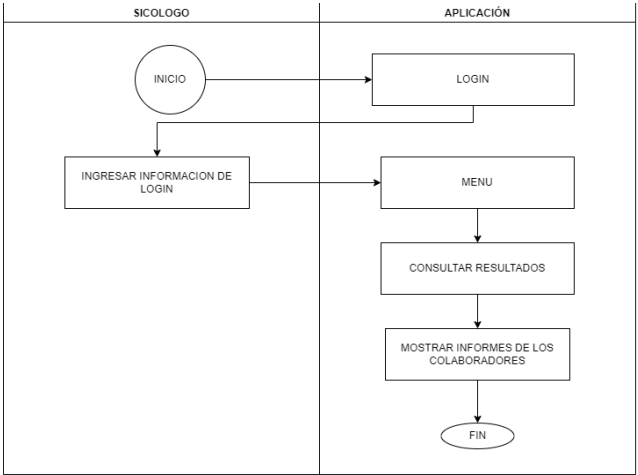 SICOLOGO
APLICACIÓN
INICIO
LOGIN
INGRESAR INFORMACION DE
LOGIN
MENU
CONSULTAR RESULTADOS
MOSTRAR INFORMES DE LOS
COLABORADORES
FIN